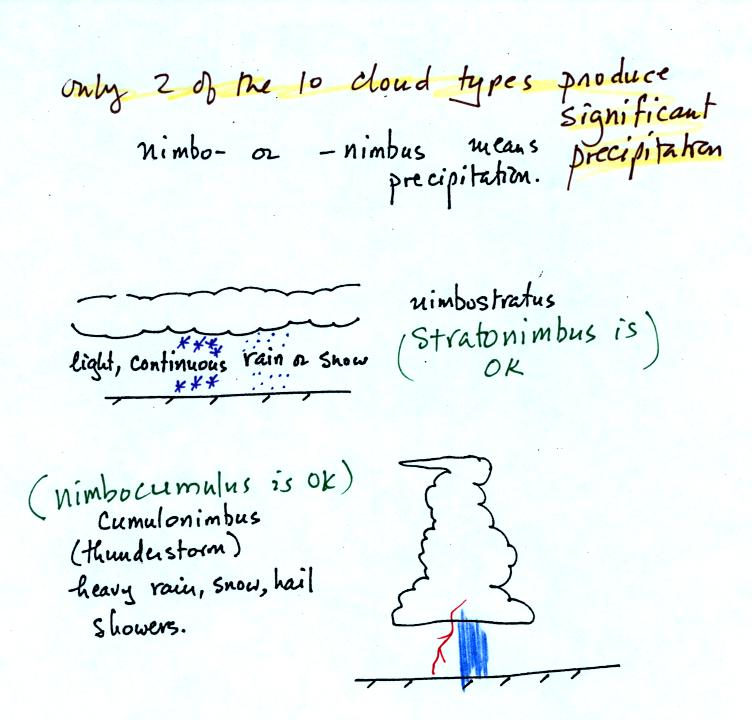 only 2 of the 10 cloud types produce
significant
precipitation
nimbo- or -nimbus means
precipitation.
nimbostratus
(Stratonimbus is
OK)
light, continuous rain or snow
(nimbocumulus is OK)
Cumulonimbus
(thunderstorm)
heavy rain, snow, hail
showers.